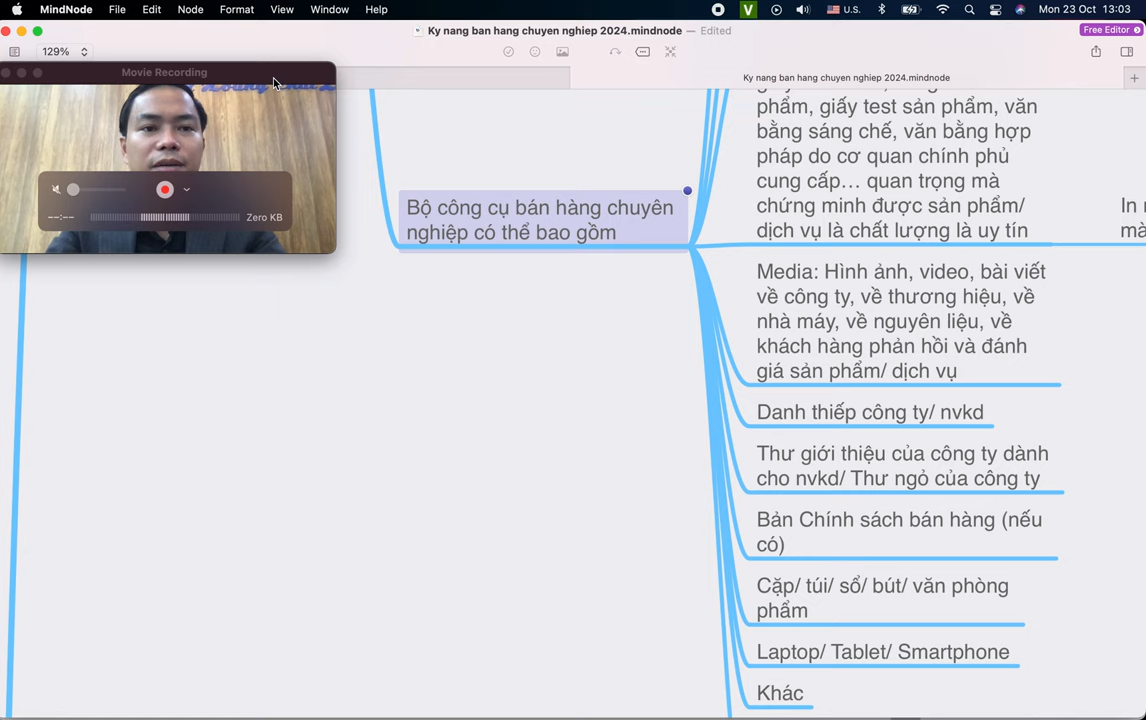 MindNode File Edit Node Format View Window Help V U.S. Mon 23 Oct 13:03
Ky nang ban hang chuyen nghiep 2024.mindnode — Edited
Free Editor
129%
Movie Recording
Ky nang ban hang chuyen nghiep 2024.mindnode
phẩm, giấy test sản phẩm, văn
bằng sáng chế, văn bằng hợp
pháp do cơ quan chính phủ
cung cấp… quan trọng mà
chứng minh được sản phẩm/
dịch vụ là chất lượng là uy tín
In
mà
--:--
Zero KB
Bộ công cụ bán hàng chuyên
nghiệp có thể bao gồm
Media: Hình ảnh, video, bài viết
về công ty, về thương hiệu, về
nhà máy, về nguyên liệu, về
khách hàng phản hồi và đánh
giá sản phẩm/ dịch vụ
Danh thiếp công ty/ nvkd
Thư giới thiệu của công ty dành
cho nvkd/ Thư ngỏ của công ty
Bản Chính sách bán hàng (nếu
có)
Cặp/ túi/ sổ/ bút/ văn phòng
phẩm
Laptop/ Tablet/ Smartphone
Khác